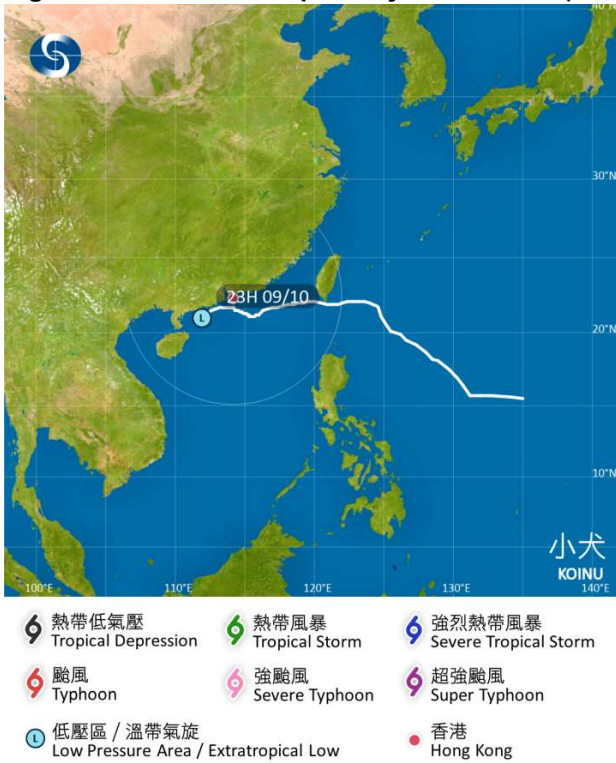 40°N
30°N
23H 09/10
L
20°N
10°N
小犬
KOINU
100°E 110°E 120°E 130°E 140°E
熱帶低氣壓 熱帶風暴 強烈熱帶風暴
Tropical Depression Tropical Storm Severe Tropical Storm
颱風 強颱風 超強颱風
Typhoon Severe Typhoon Super Typhoon
L 低壓區 / 溫帶氣旋 香港
Low Pressure Area / Extratropical Low Hong Kong